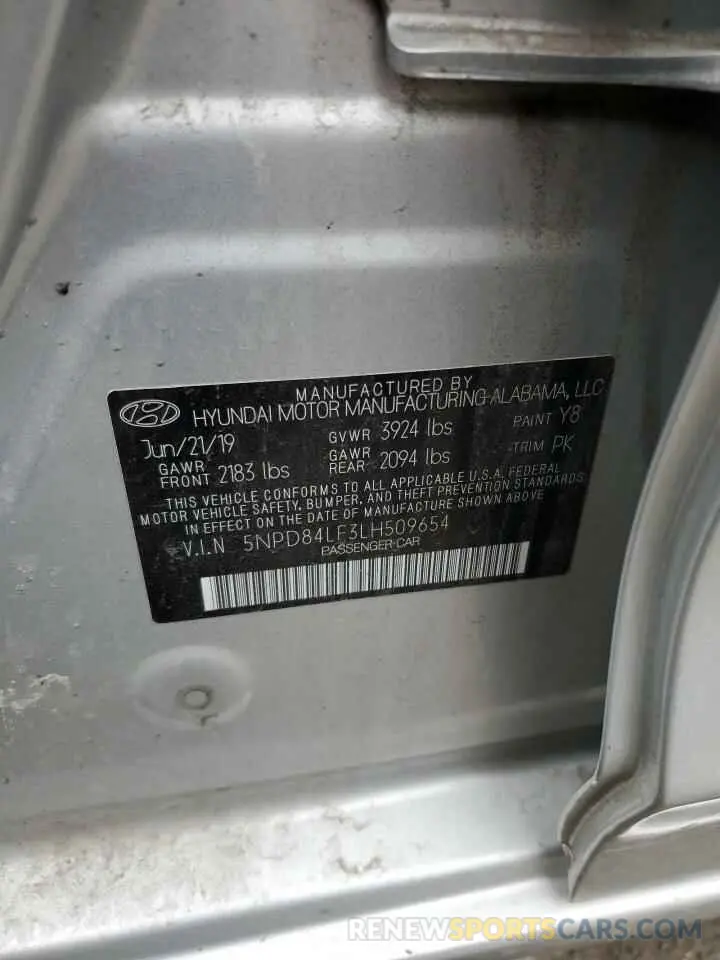 MANUFACTURED BY
HYUNDAI MOTOR MANUFACTURING ALABAMA, LLC
Jun/21/19 GVWR 3924 lbs PAINT Y8
GAWR FRONT 2183 lbs GAWR REAR 2094 lbs TRIM PK
THIS VEHICLE CONFORMS TO ALL APPLICABLE U.S.A. FEDERAL
MOTOR VEHICLE SAFETY, BUMPER, AND THEFT PREVENTION STANDARDS
IN EFFECT ON THE DATE OF MANUFACTURE SHOWN ABOVE
V.I.N 5NPD84LF3LH509654
PASSENGER CAR
RENEWSPORTSCARS.COM